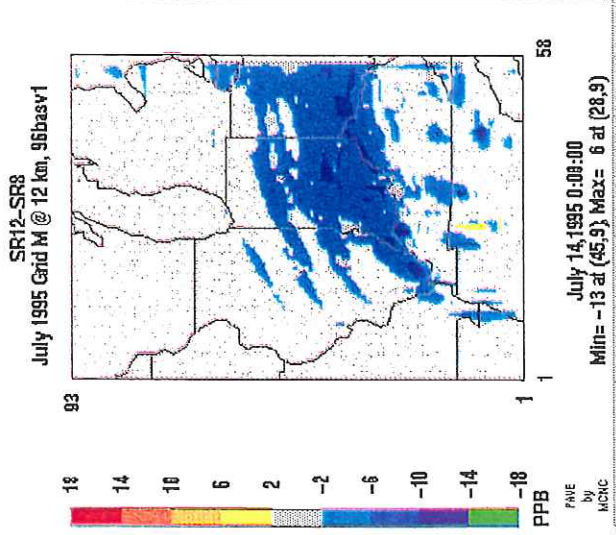 SR12-SR8
July 1995 Grid M @ 12 km, 96basv1
93
1
1
58
18
14
10
6
2
-2
-6
-10
-14
-18
PPB
PAVE
by
MCNC
July 14,1995 0:00:00
Min= -13 at (45,9), Max= 6 at (28,9)